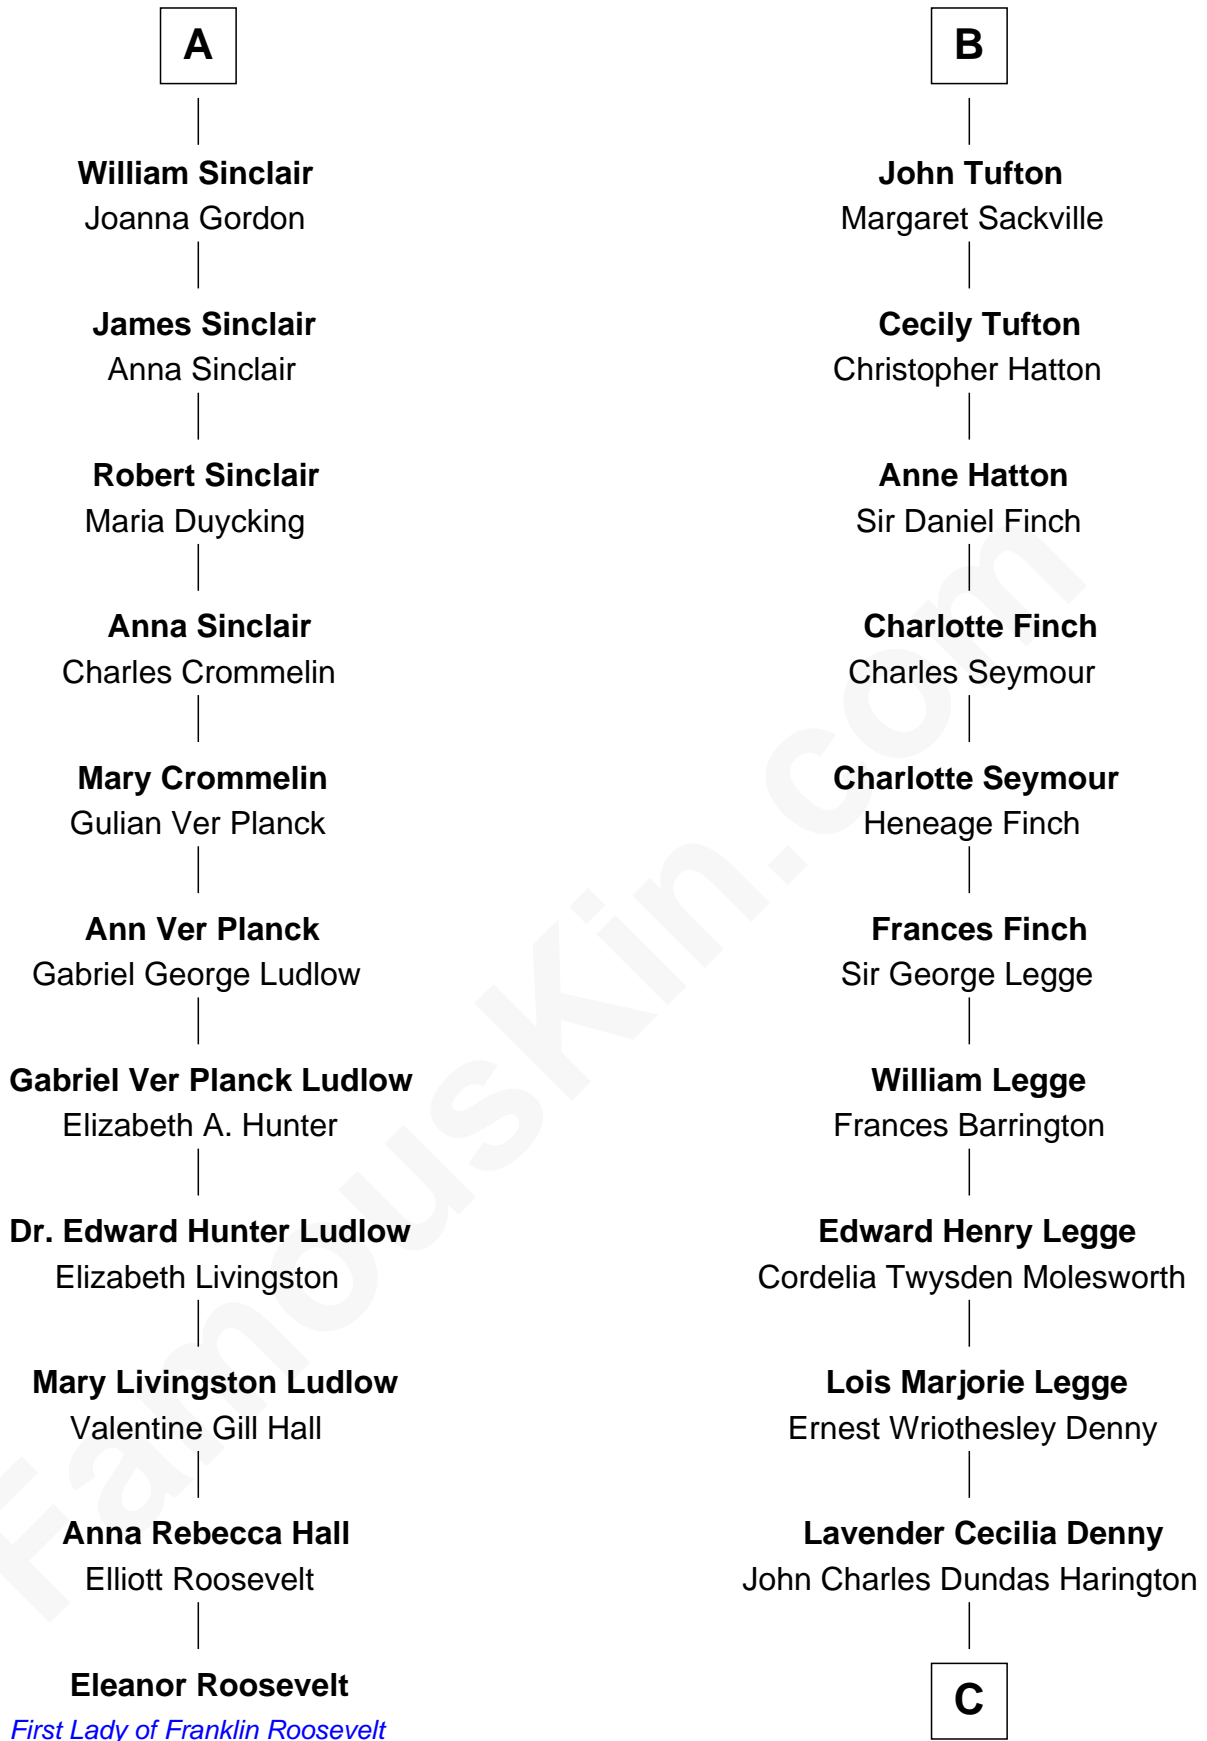 A
William Sinclair
Joanna Gordon
James Sinclair
Anna Sinclair
Robert Sinclair
Maria Duycking
Anna Sinclair
Charles Crommelin
Mary Crommelin
Gulian Ver Planck
Ann Ver Planck
Gabriel George Ludlow
Gabriel Ver Planck Ludlow
Elizabeth A. Hunter
Dr. Edward Hunter Ludlow
Elizabeth Livingston
Mary Livingston Ludlow
Valentine Gill Hall
Anna Rebecca Hall
Elliott Roosevelt
Eleanor Roosevelt
First Lady of Franklin Roosevelt
B
John Tufton
Margaret Sackville
Cecily Tufton
Christopher Hatton
Anne Hatton
Sir Daniel Finch
Charlotte Finch
Charles Seymour
Charlotte Seymour
Heneage Finch
Frances Finch
Sir George Legge
William Legge
Frances Barrington
Edward Henry Legge
Cordelia Twysden Molesworth
Lois Marjorie Legge
Ernest Wriothesley Denny
Lavender Cecilia Denny
John Charles Dundas Harington
C
FamousKin.com